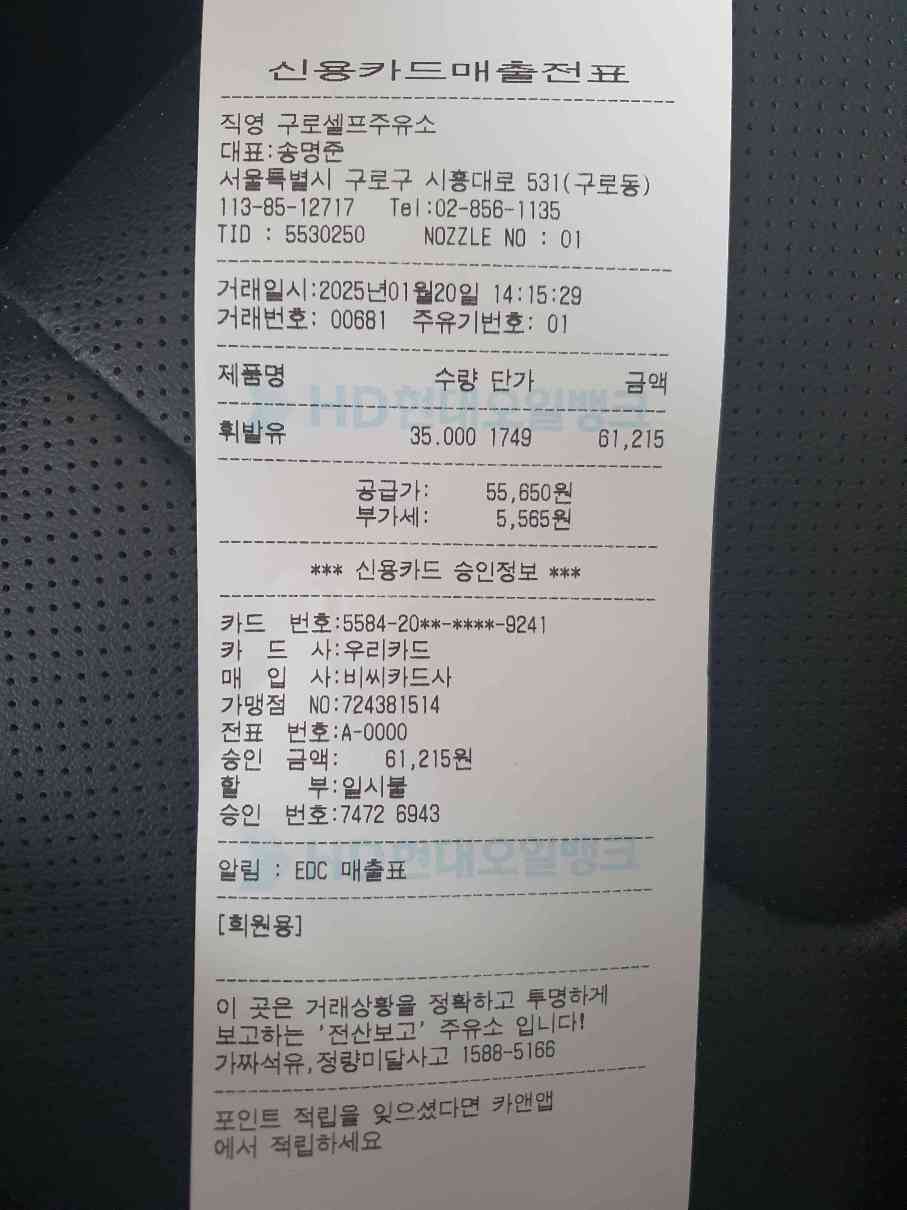 신용카드매출전표
직영 구로셀프주유소
대표:송명준
서울특별시 구로구 시흥대로 531(구로동)
113-85-12717 Tel:02-856-1135
TID : 5530250 NOZZLE NO : 01
거래일시:2025년01월20일 14:15:29
거래번호: 00681 주유기번호: 01
제품명 수량 단가 금액
HD현대오일뱅크
휘발유 35.000 1749 61,215
공급가: 55,650원
부가세: 5,565원
*** 신용카드 승인정보 ***
카드 번호:5584-20**-****-9241
카 드 사:우리카드
매 입 사:비씨카드사
가맹점 NO:724381514
전표 번호:A-0000
승인 금액: 61,215원
할 부:일시불
승인 번호:7472 6943
HD현대오일뱅크
알림 : EDC 매출표
[회원용]
이 곳은 거래상황을 정확하고 투명하게
보고하는 '전산보고' 주유소 입니다!
가짜석유,정량미달사고 1588-5166
포인트 적립을 잊으셨다면 카앤앱
에서 적립하세요